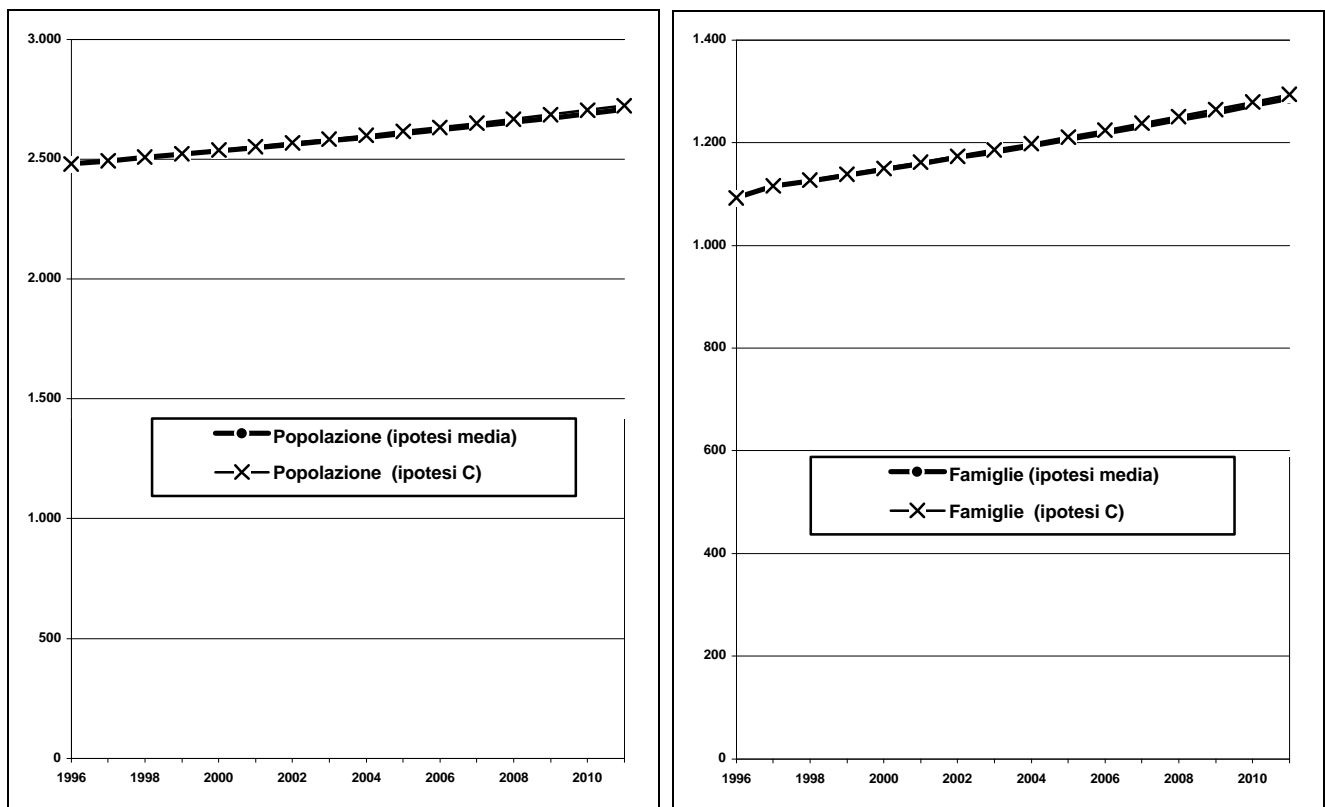 3.000
2.500
2.000
1.500
1.000
500
0
1996 1998 2000 2002 2004 2006 2008 2010
Popolazione (ipotesi media)
Popolazione (ipotesi C)
1.400
1.200
1.000
800
600
400
200
0
1996 1998 2000 2002 2004 2006 2008 2010
Famiglie (ipotesi media)
Famiglie (ipotesi C)